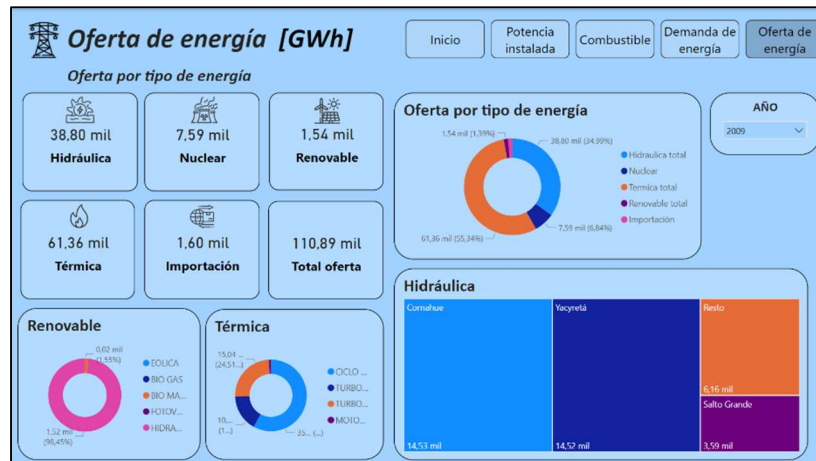 Oferta de energía [GWh]
Inicio
Potencia
instalada
Combustible
Demanda de
energía
Oferta de
energía
Oferta por tipo de energía
38,80 mil
Hidráulica
7,59 mil
Nuclear
1,54 mil
Renovable
61,36 mil
Térmica
1,60 mil
Importación
110,89 mil
Total oferta
Oferta por tipo de energía
1,54 mil (1,39%)
38,80 mil (34,99%)
61,36 mil (55,34%)
7,59 mil (6,84%)
Hidraulica total
Nuclear
Termica total
Renovable total
Importación
AÑO
2009
Renovable
0,02 mil
(1,55%)
1,52 mil
(98,45%)
EOLICA
BIO GAS
BIO MA...
FOTOV...
HIDRA...
Térmica
15,04 ...
(24,51...
10,...
(1...
35... (...)
CICLO ...
TURBO...
TURBO...
MOTO...
Hidráulica
Cornahue
14,53 mil
Yacyretá
14,52 mil
Resto
6,16 mil
Salto Grande
3,59 mil